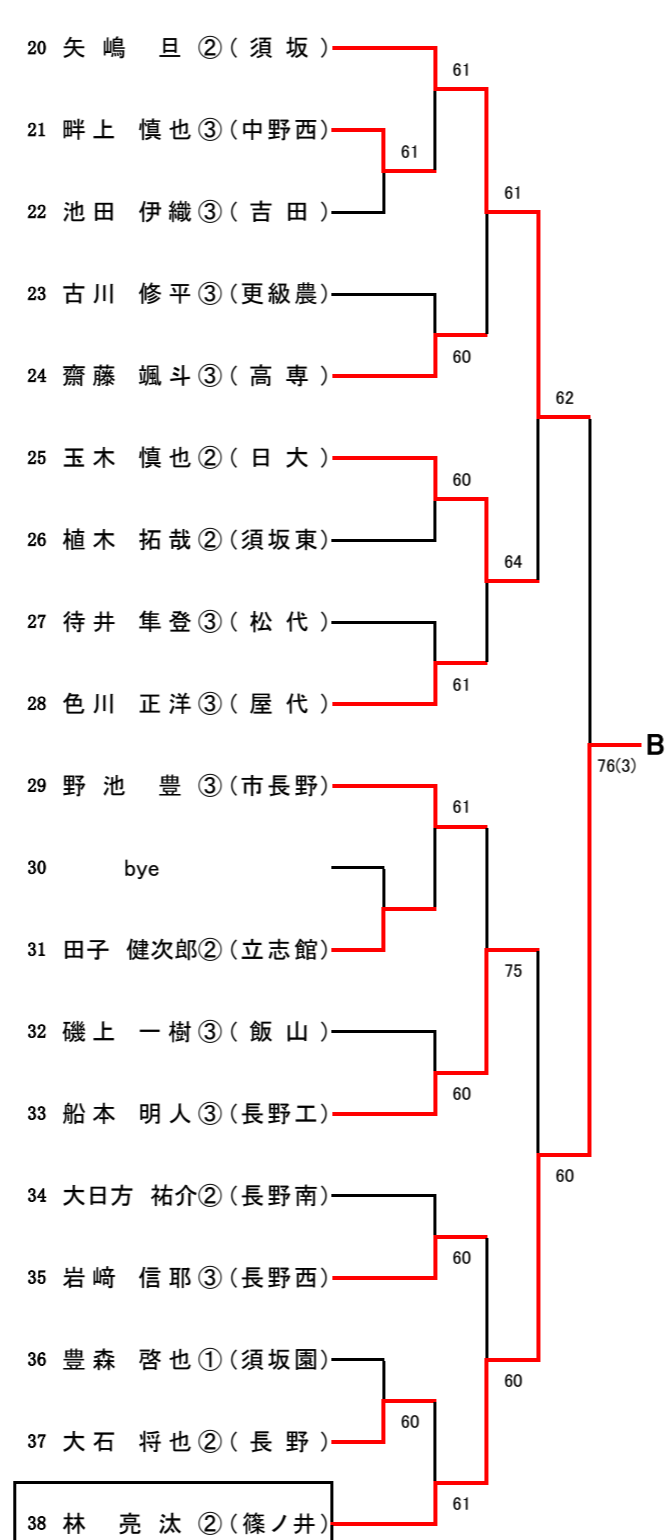 20 矢嶋 旦②(須坂)
61
21 畔上 慎也③(中野西)
61
22 池田 伊織③(吉田)
61
23 古川 修平③(更級農)
60
24 齋藤 颯斗③(高専)
62
25 玉木 慎也②(日大)
60
26 植木 拓哉②(須坂東)
64
27 待井 隼登③(松代)
61
28 色川 正洋③(屋代)
B
76(3)
29 野池 豊③(市長野)
61
30 bye
31 田子 健次郎②(立志館)
75
32 磯上 一樹③(飯山)
60
33 船本 明人③(長野工)
60
34 大日方 祐介②(長野南)
60
35 岩﨑 信耶③(長野西)
36 豊森 啓也①(須坂園)
60
37 大石 将也②(長野)
60
61
38 林 亮汰②(篠ノ井)